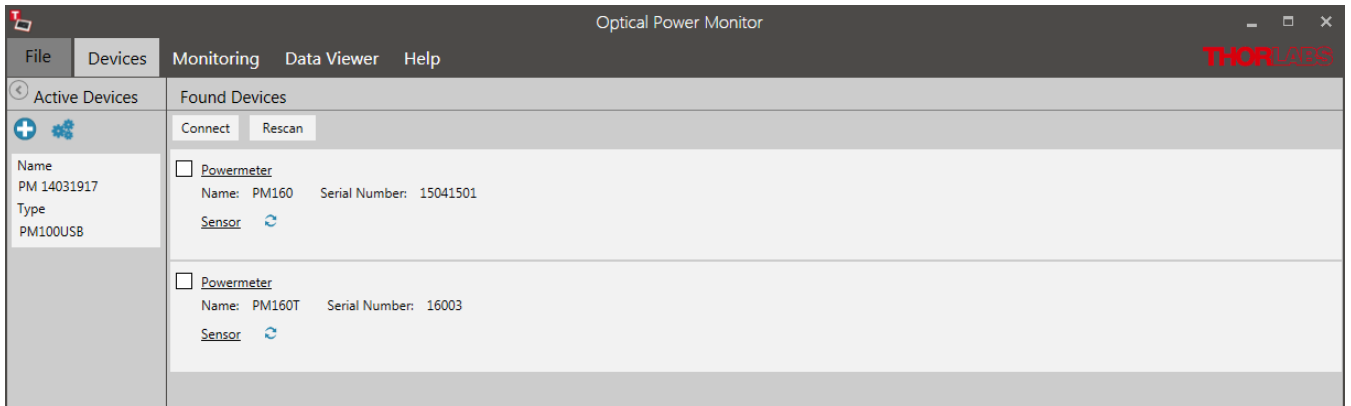 Optical Power Monitor
File Devices Monitoring Data Viewer Help
THORLABS
Active Devices
Name
PM 14031917
Type
PM100USB
Found Devices
Connect Rescan
Powermeter
Name: PM160 Serial Number: 15041501
Sensor
Powermeter
Name: PM160T Serial Number: 16003
Sensor